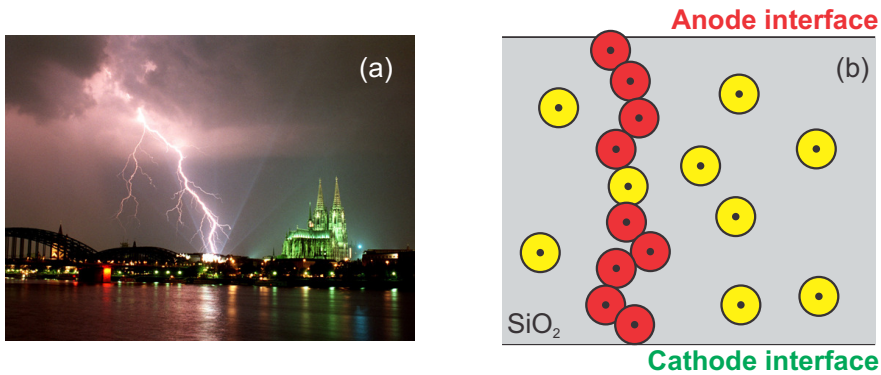 (a)
Anode interface
(b)
SiO₂
Cathode interface